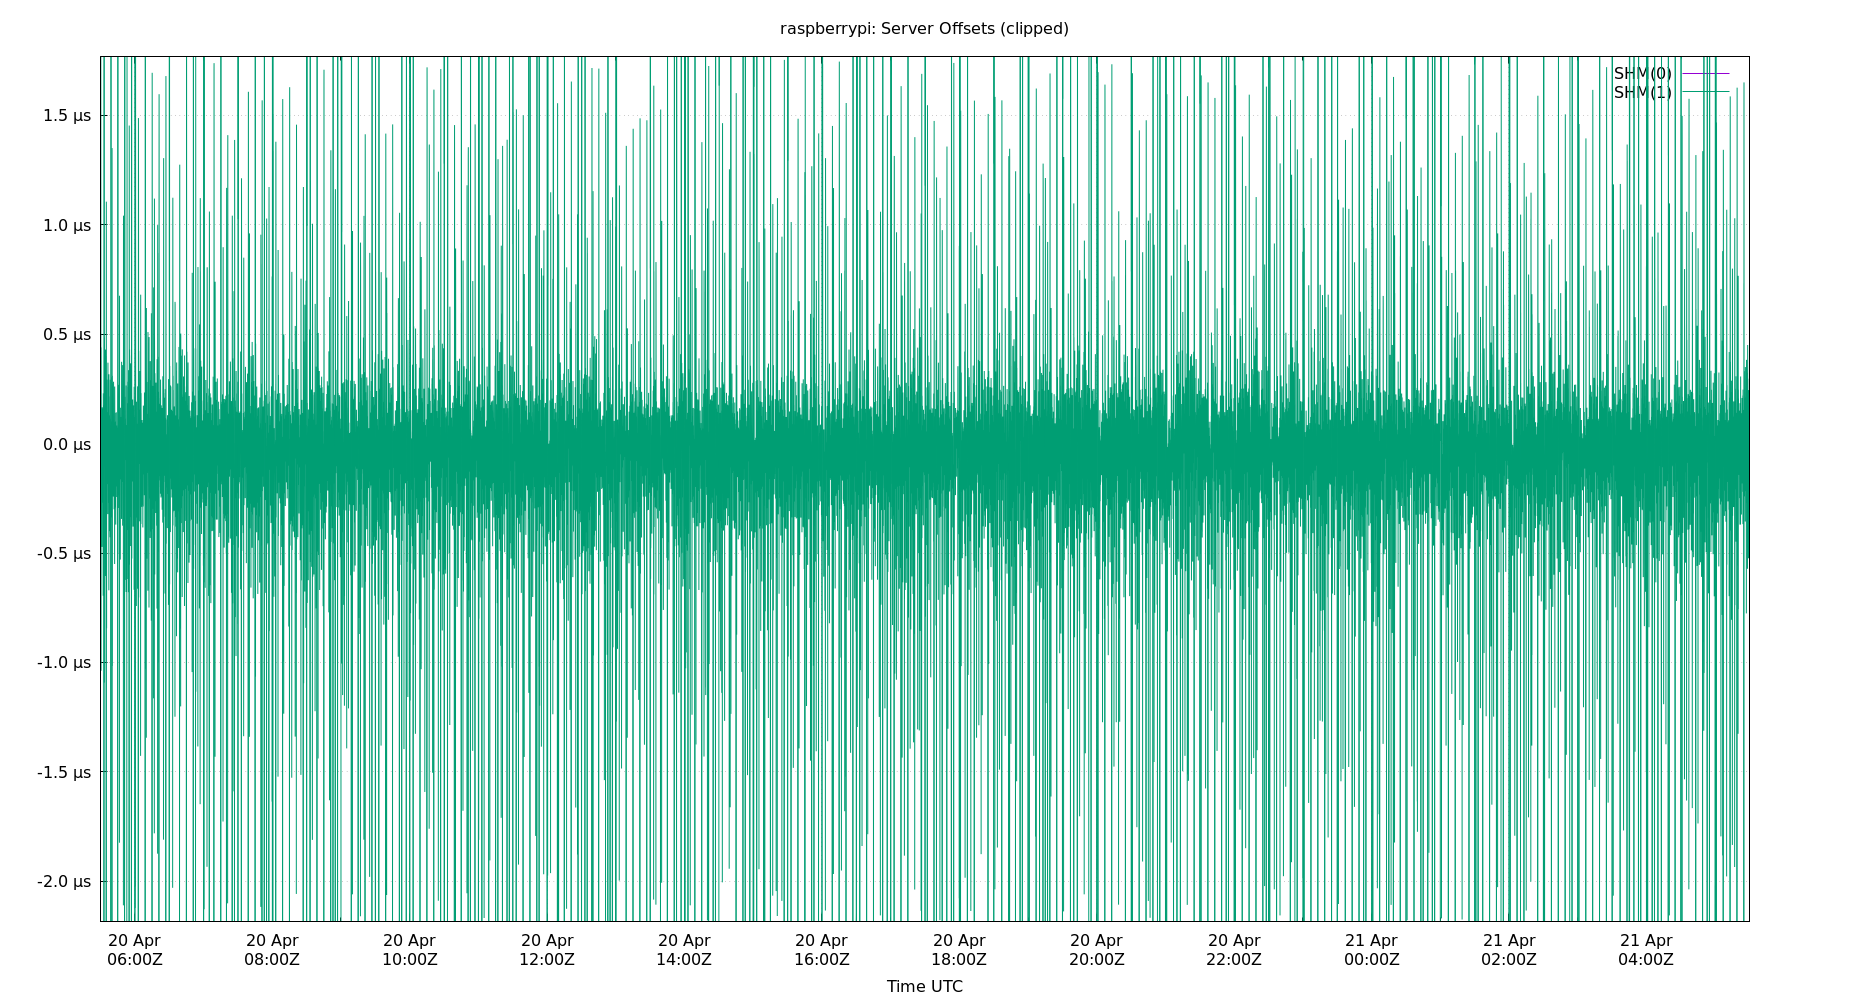 raspberrypi: Server Offsets (clipped)
SHM(0)
SHM(1)
1.5 µs
1.0 µs
0.5 µs
0.0 µs
-0.5 µs
-1.0 µs
-1.5 µs
-2.0 µs
20 Apr 20 Apr 20 Apr 20 Apr 20 Apr 20 Apr 20 Apr 20 Apr 20 Apr 21 Apr 21 Apr 21 Apr
06:00Z 08:00Z 10:00Z 12:00Z 14:00Z 16:00Z 18:00Z 20:00Z 22:00Z 00:00Z 02:00Z 04:00Z
Time UTC